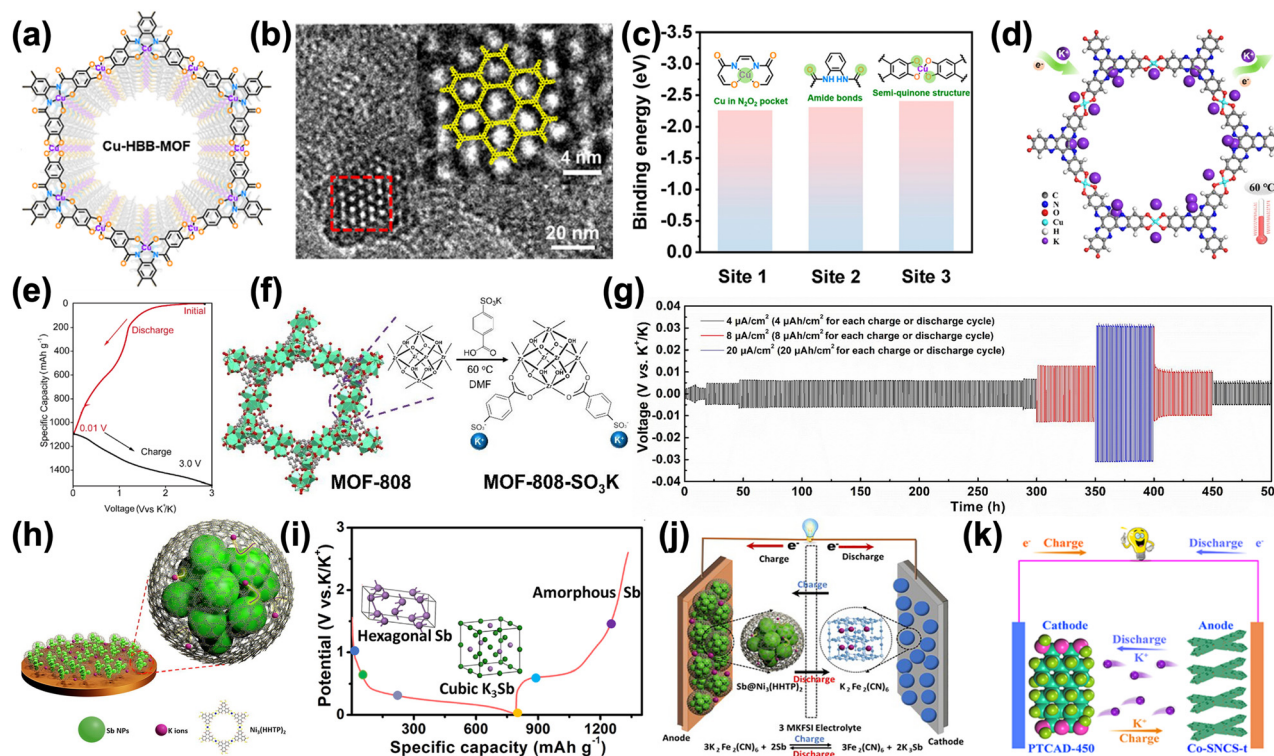 (a)
Cu-HBB-MOF
(b)
4 nm
20 nm
(c)
Binding energy (eV)
-3.5
-3.0
-2.5
-2.0
-1.5
-1.0
-0.5
0.0
Cu
NH HN
Cu
Cu in N₂O₂ pocket
Amide bonds
Semi-quinone structure
Site 1
Site 2
Site 3
(d)
K⁺
e⁻
K⁺
e⁻
60 °C
C
N
O
Cu
H
K
(e)
Specific Capacity (mAh g⁻¹)
0
200
400
600
800
1000
1200
1400
Initial
Discharge
0.01 V
Charge
3.0 V
0 1 2 3
Voltage (Vvs K⁺/K)
(f)
SO₃K
HO O
60 °C
DMF
SO₃⁻
SO₃⁻
K⁺
K⁺
MOF-808
MOF-808-SO₃K
(g)
Voltage (V vs. K⁺/K)
0.04
0.03
0.02
0.01
0.00
-0.01
-0.02
-0.03
-0.04
4 μA/cm² (4 μAh/cm² for each charge or discharge cycle)
8 μA/cm² (8 μAh/cm² for each charge or discharge cycle)
20 μA/cm² (20 μAh/cm² for each charge or discharge cycle)
0 50 100 150 200 250 300 350 400 450 500
Time (h)
(h)
Sb NPs
K ions
Ni₃(HHTP)₂
(i)
Potential (V vs.K/K⁺)
3
2
2
1
1
0
Hexagonal Sb
Cubic K₃Sb
Amorphous Sb
0 300 600 900 1200
Specific capacity (mAh g⁻¹)
(j)
e⁻
Charge
Discharge
Charge
Sb@Ni₃(HHTP)₂
K₂Fe₂(CN)₆
Discharge
3 MKFSI Electrolyte
Anode
Cathode
3K₂Fe₂(CN)₆ + 2Sb
Charge
Discharge
3Fe₂(CN)₆ + 2K₃Sb
(k)
e⁻ Charge
Discharge e⁻
Cathode
Anode
Discharge
K⁺
K⁺
Charge
PTCAD-450
Co-SNCS-t